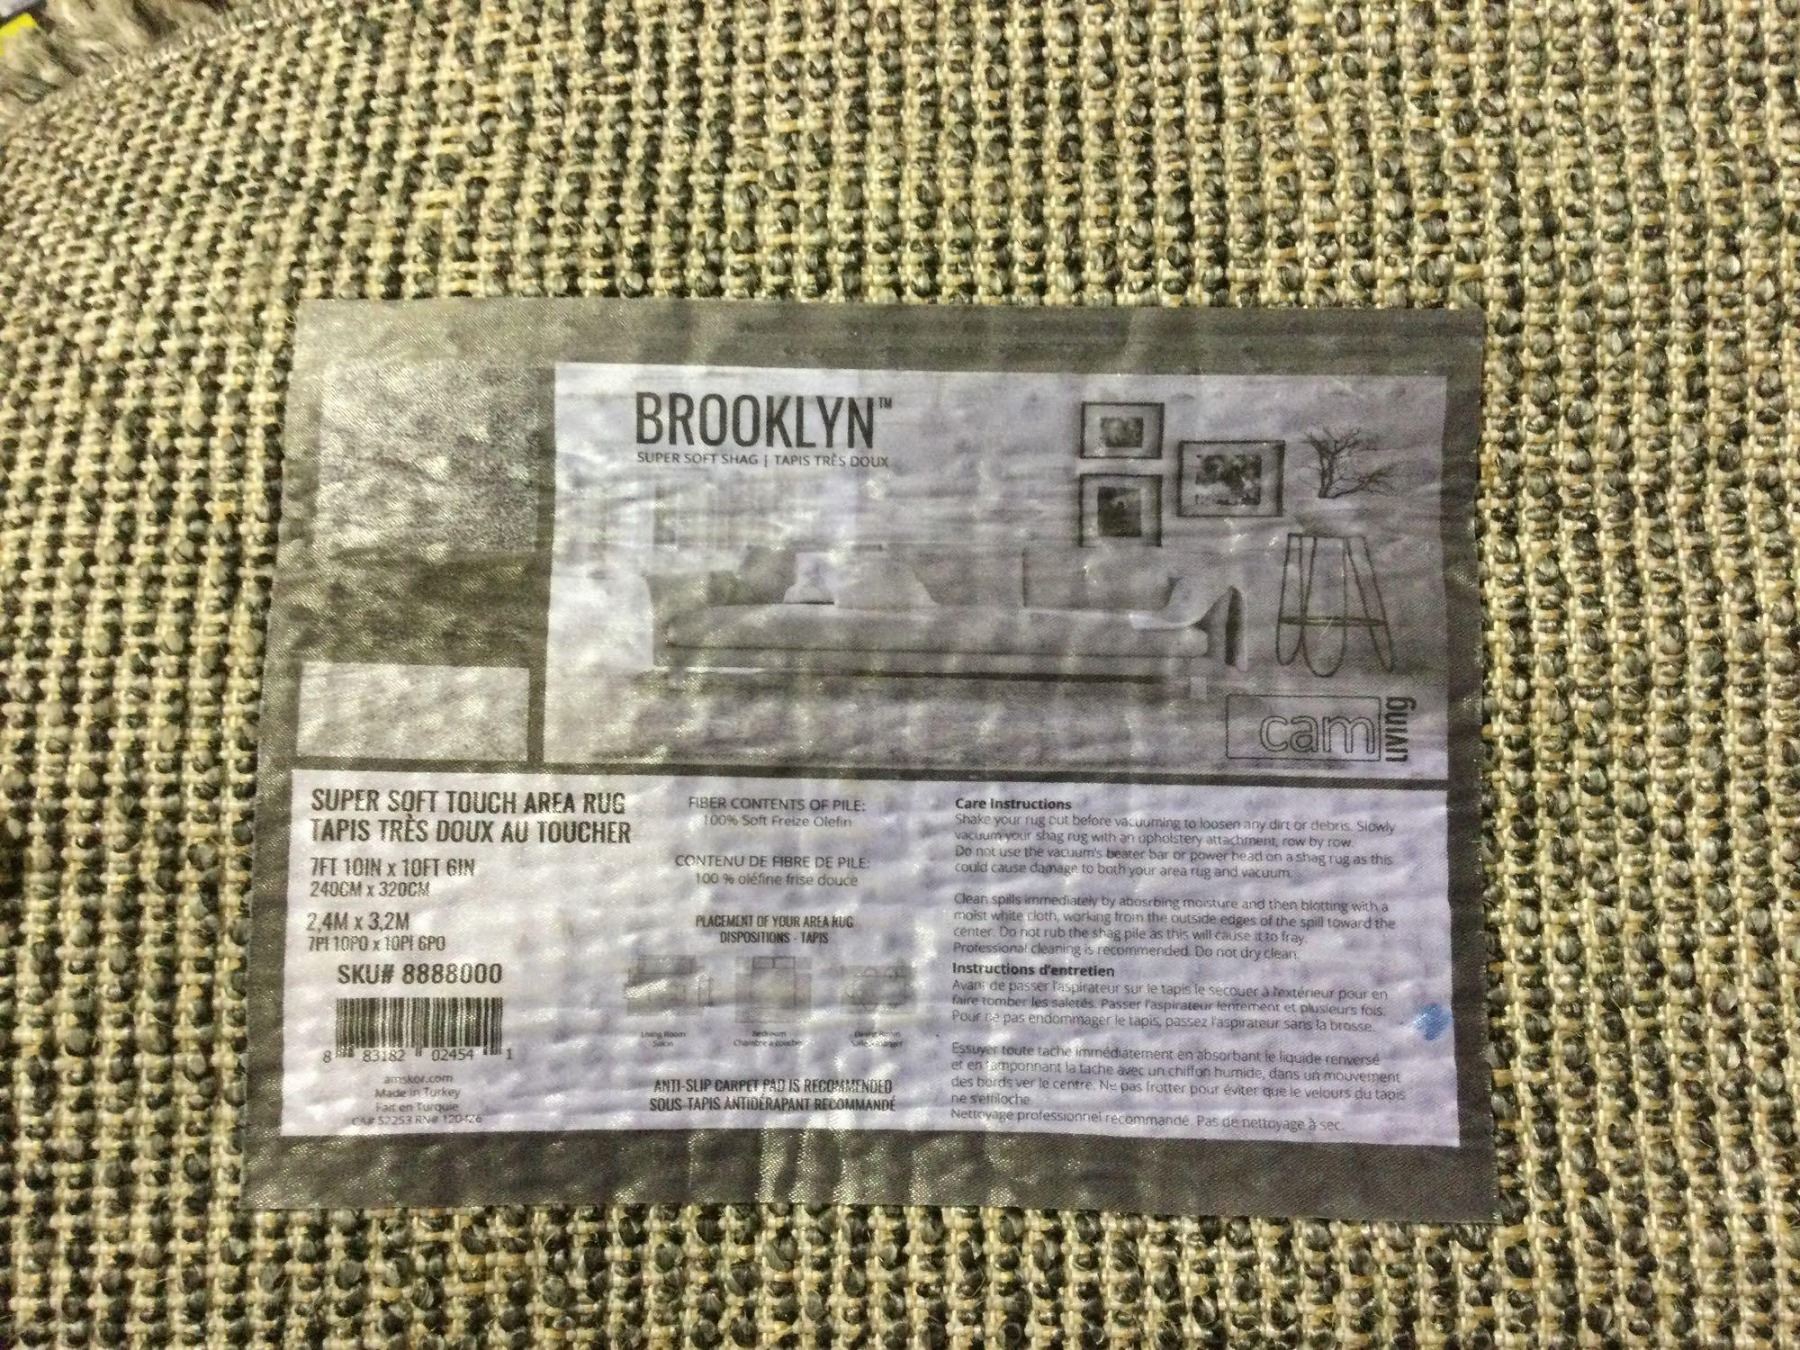 BROOKLYN™
SUPER SOFT SHAG | TAPIS TRÈS DOUX
cam
LIVING
SUPER SOFT TOUCH AREA RUG
TAPIS TRÈS DOUX AU TOUCHER
7FT 10IN x 10FT 6IN
240CM x 320CM
2,4M x 3,2M
7PI 10PO x 10PI 6PO
SKU# 8888000
8 83182 02454 1
amskor.com
Made in Turkey
Fait en Turquie
CA# 52253 RN# 120426
FIBER CONTENTS OF PILE:
100% Soft Freize Olefin
CONTENU DE FIBRE DE PILE:
100 % oléfine frise douce
PLACEMENT OF YOUR AREA RUG
DISPOSITIONS - TAPIS
Living Room
Salon
Bedroom
Chambre a coucher
Dining Room
ANTI-SLIP CARPET PAD IS RECOMMENDED
SOUS-TAPIS ANTIDÉRAPANT RECOMMANDÉ
Care Instructions
Shake your rug out before vacuuming to loosen any dirt or debris. Slowly
vacuum your shag rug with an upholstery attachment, row by row.
Do not use the vacuum's beater bar or power head on a shag rug as this
could cause damage to both your area rug and vacuum.
Clean spills immediately by abosrbing moisture and then blotting with a
moist white cloth, working from the outside edges of the spill toward the
center. Do not rub the shag pile as this will cause it to fray.
Professional cleaning is recommended. Do not dry clean.
Instructions d'entretien
Avant de passer l'aspirateur sur le tapis le secouer à l'extérieur pour en
faire tomber les saletés. Passer l'aspirateur lentement et plusieurs fois.
Pour ne pas endommager le tapis, passez l'aspirateur sans la brosse.
Essuyer toute tache immédiatement en absorbant le liquide renversé
et en tamponnant la tache avec un chiffon humide, dans un mouvement
des bords ver le centre. Ne pas frotter pour éviter que le velours du tapis
ne s'effiloche.
Nettoyage professionnel recommandé. Pas de nettoyage à sec.